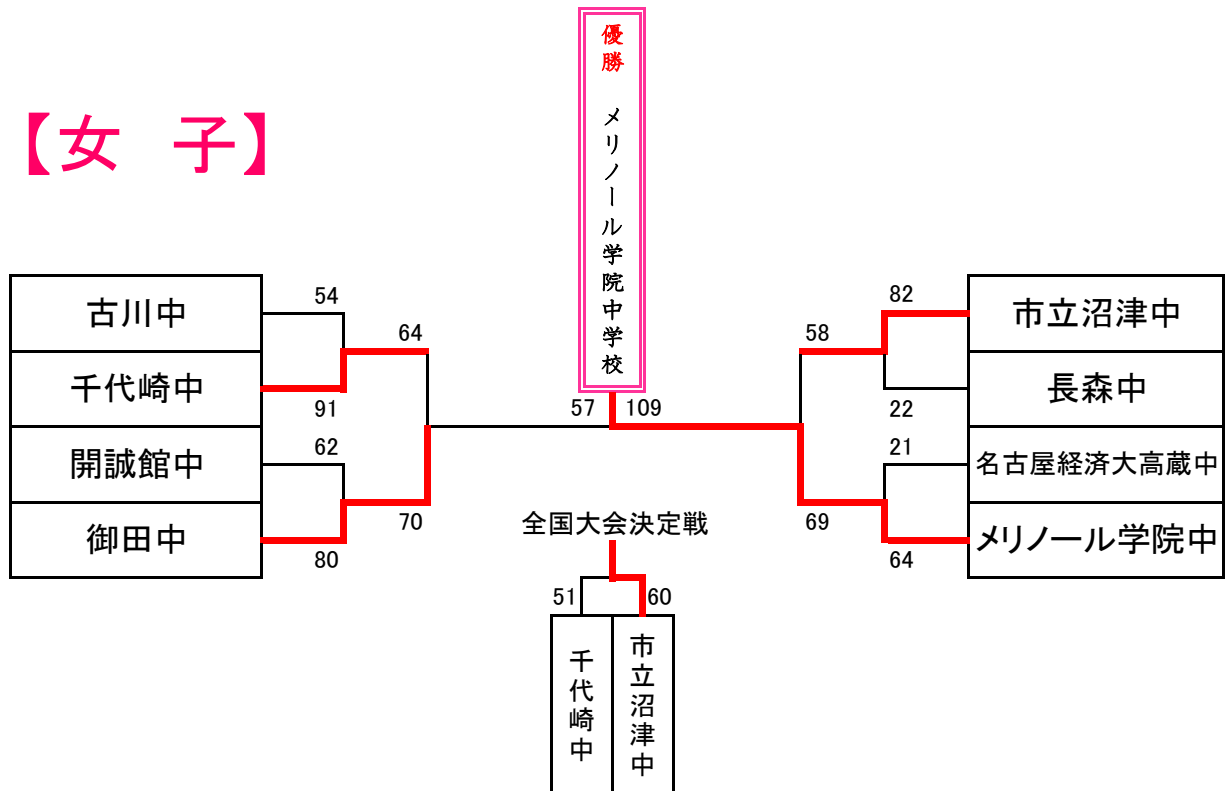 優勝 メリノール学院中学校
【女 子】
古川中
千代崎中
開誠館中
御田中
54
91
62
80
64
70
57
109
58
69
82
22
21
64
市立沼津中
長森中
名古屋経済大高蔵中
メリノール学院中
全国大会決定戦
51
60
千代崎中
市立沼津中